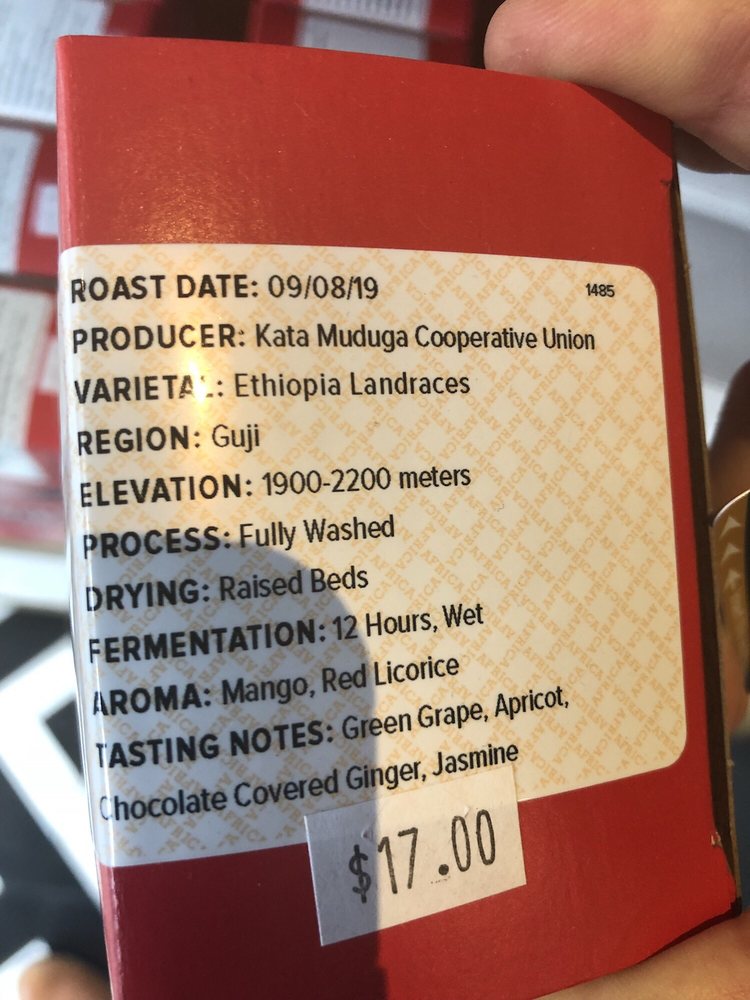 ROAST DATE: 09/08/19 1485
PRODUCER: Kata Muduga Cooperative Union
VARIETAL: Ethiopia Landraces
REGION: Guji
ELEVATION: 1900-2200 meters
PROCESS: Fully Washed
DRYING: Raised Beds
FERMENTATION: 12 Hours, Wet
AROMA: Mango, Red Licorice
TASTING NOTES: Green Grape, Apricot,
Chocolate Covered Ginger, Jasmine
$17.00